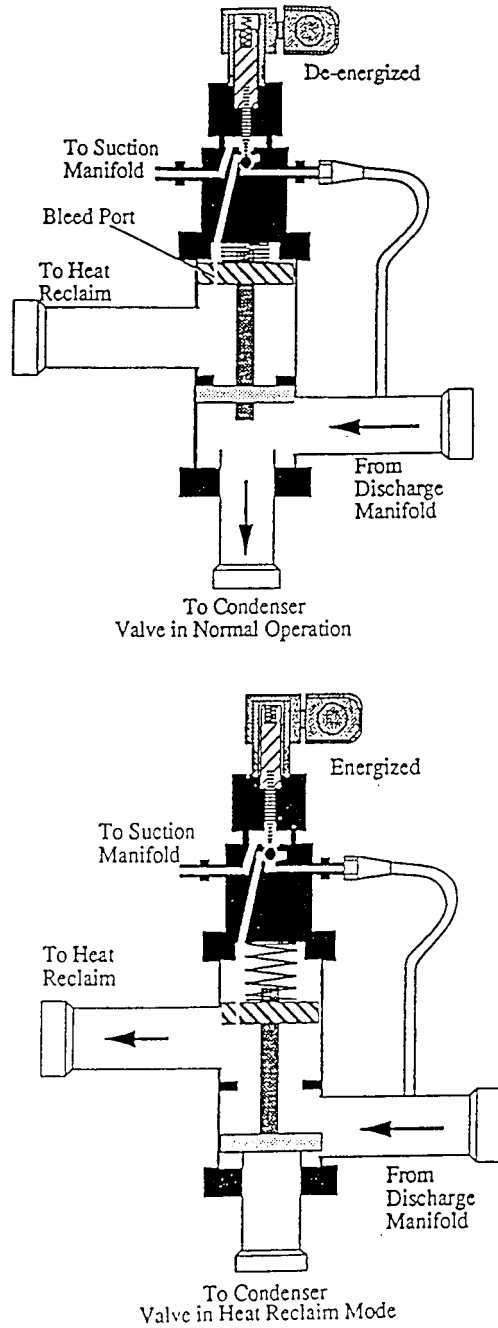 De-energized
To Suction
Manifold
Bleed Port
To Heat
Reclaim
From
Discharge
Manifold
To Condenser
Valve in Normal Operation
Energized
To Suction
Manifold
To Heat
Reclaim
From
Discharge
Manifold
To Condenser
Valve in Heat Reclaim Mode